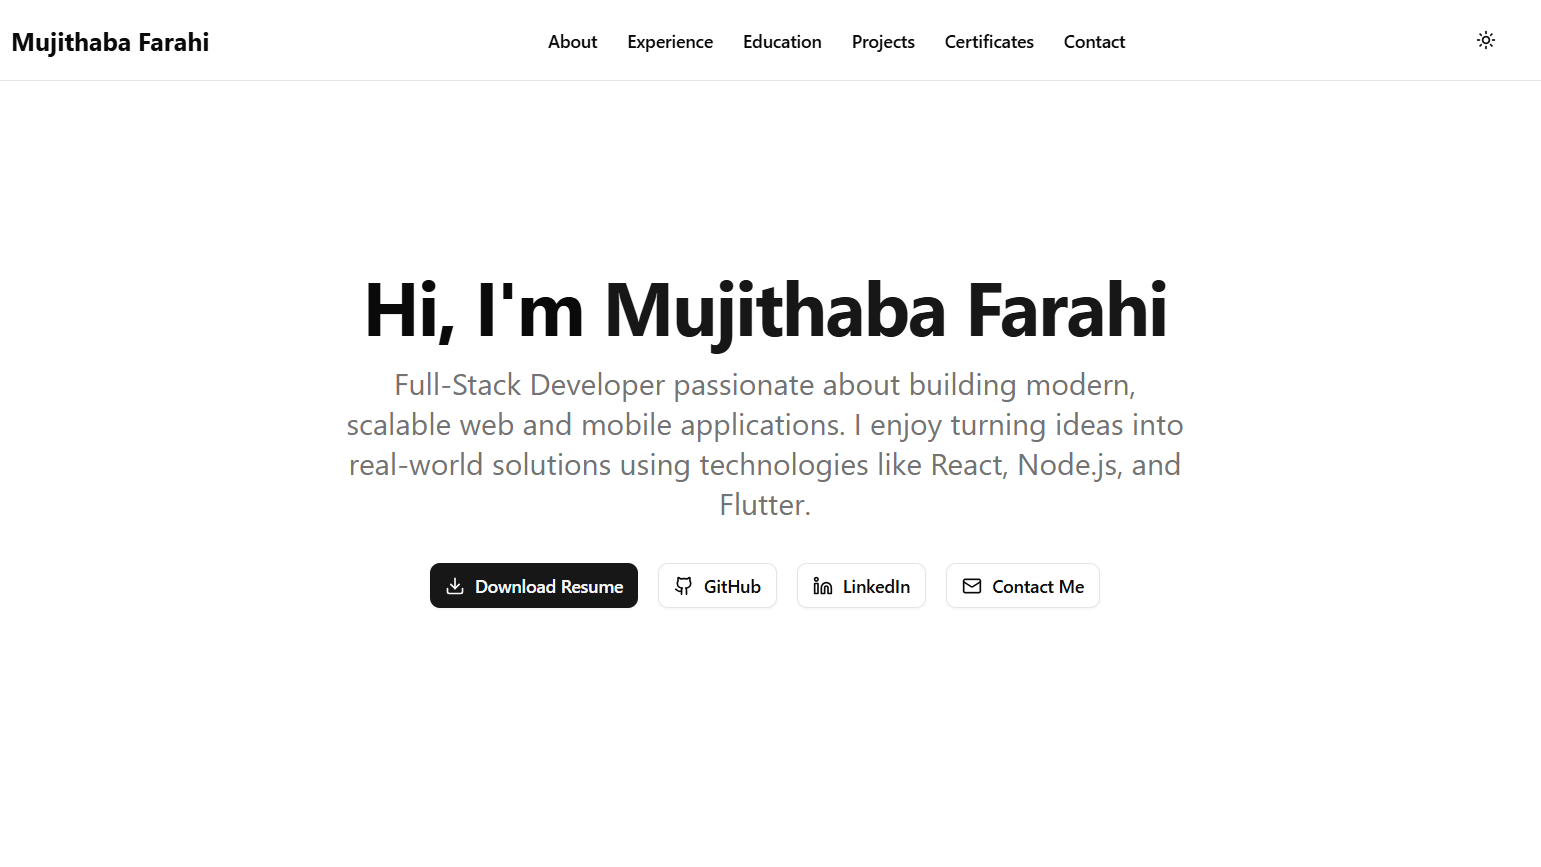 Mujithaba Farahi
About Experience Education Projects Certificates Contact
Hi, I'm Mujithaba Farahi
Full-Stack Developer passionate about building modern,
scalable web and mobile applications. I enjoy turning ideas into
real-world solutions using technologies like React, Node.js, and
Flutter.
Download Resume GitHub LinkedIn Contact Me